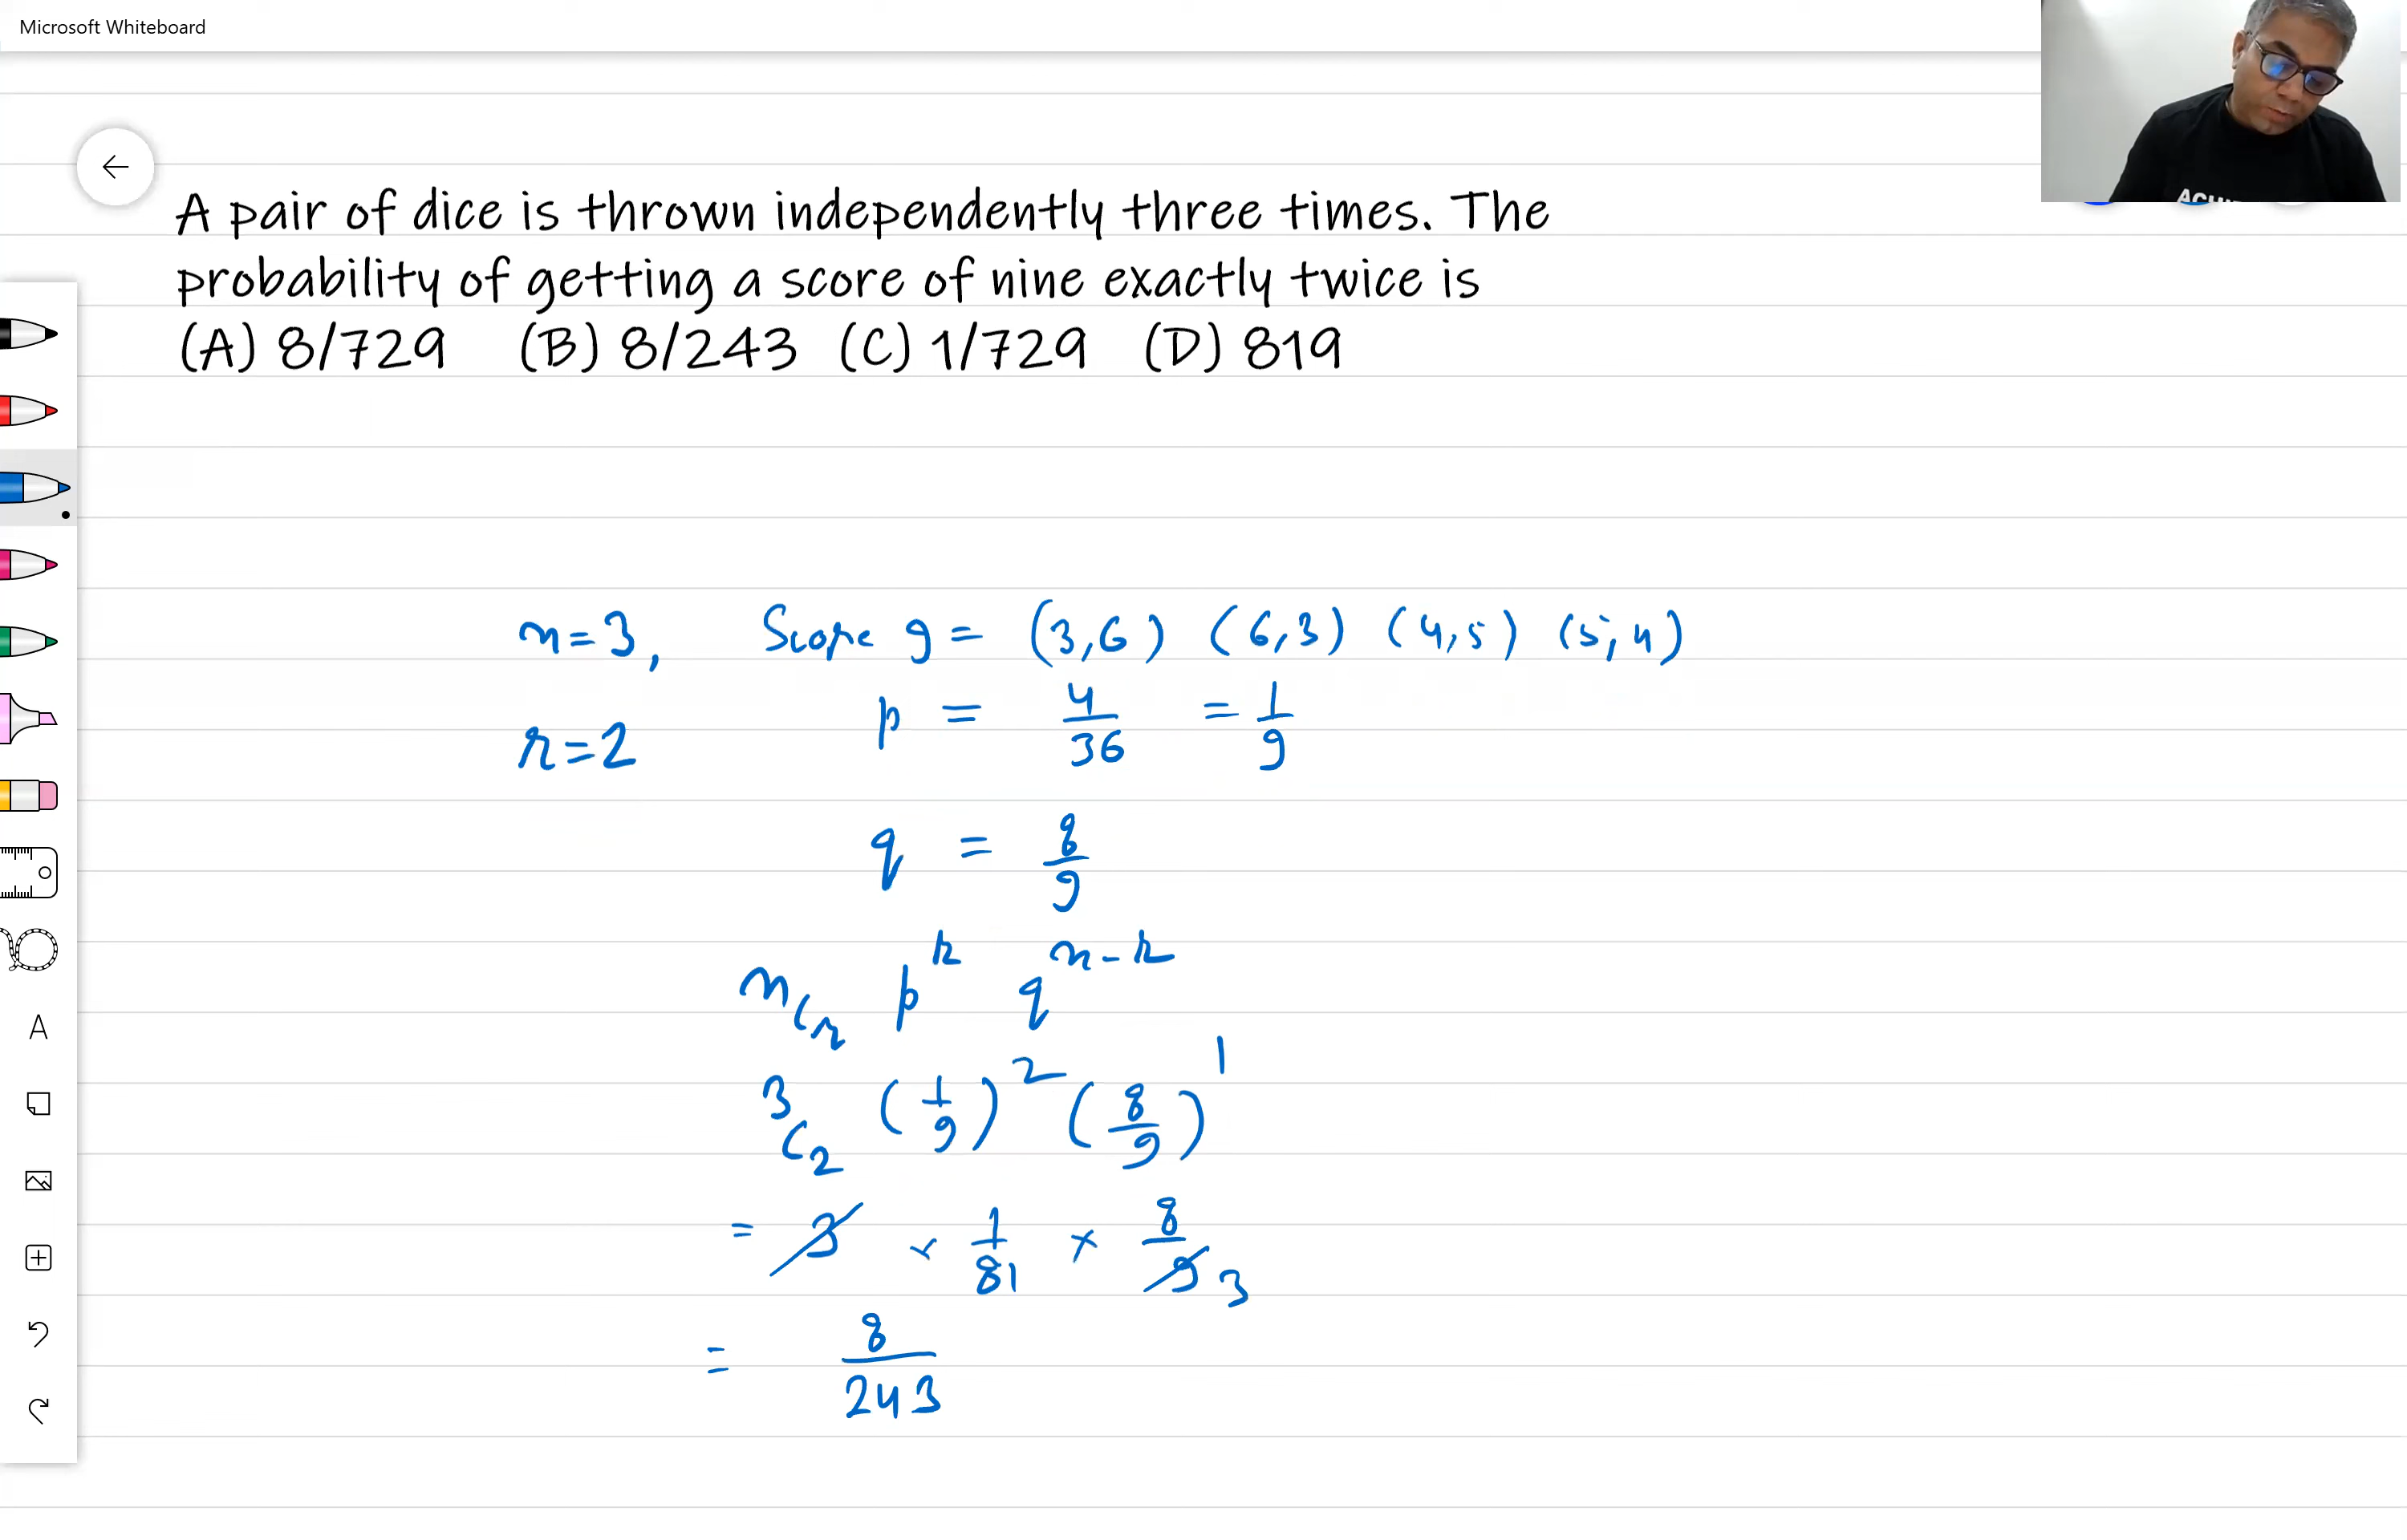 Microsoft Whiteboard
A pair of dice is thrown independently three times. The
probability of getting a score of nine exactly twice is
(A) 8/729 (B) 8/243 (C) 1/729 (D) 819
n=3, Score 9 = (3,6) (6,3) (4,5) (5,4)
r=2 p = 4/36 = 1/9
q = 8/9
nCr p^r q^n-r
3C2 (1/9)^2 (8/9)^1
= 3 × 1/81 × 8/9 3
= 8/243
A